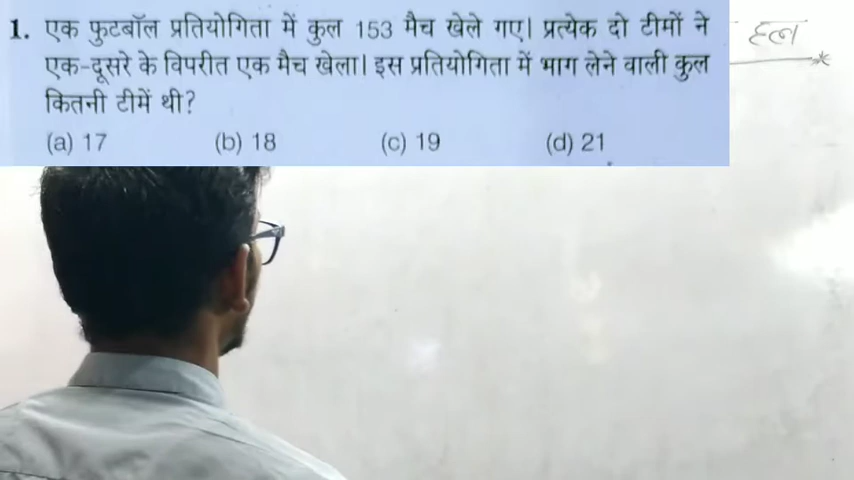 1. एक फुटबॉल प्रतियोगिता में कुल 153 मैच खेले गए। प्रत्येक दो टीमों ने
एक-दूसरे के विपरीत एक मैच खेला। इस प्रतियोगिता में भाग लेने वाली कुल
कितनी टीमें थी?
(a) 17 (b) 18 (c) 19 (d) 21
हल